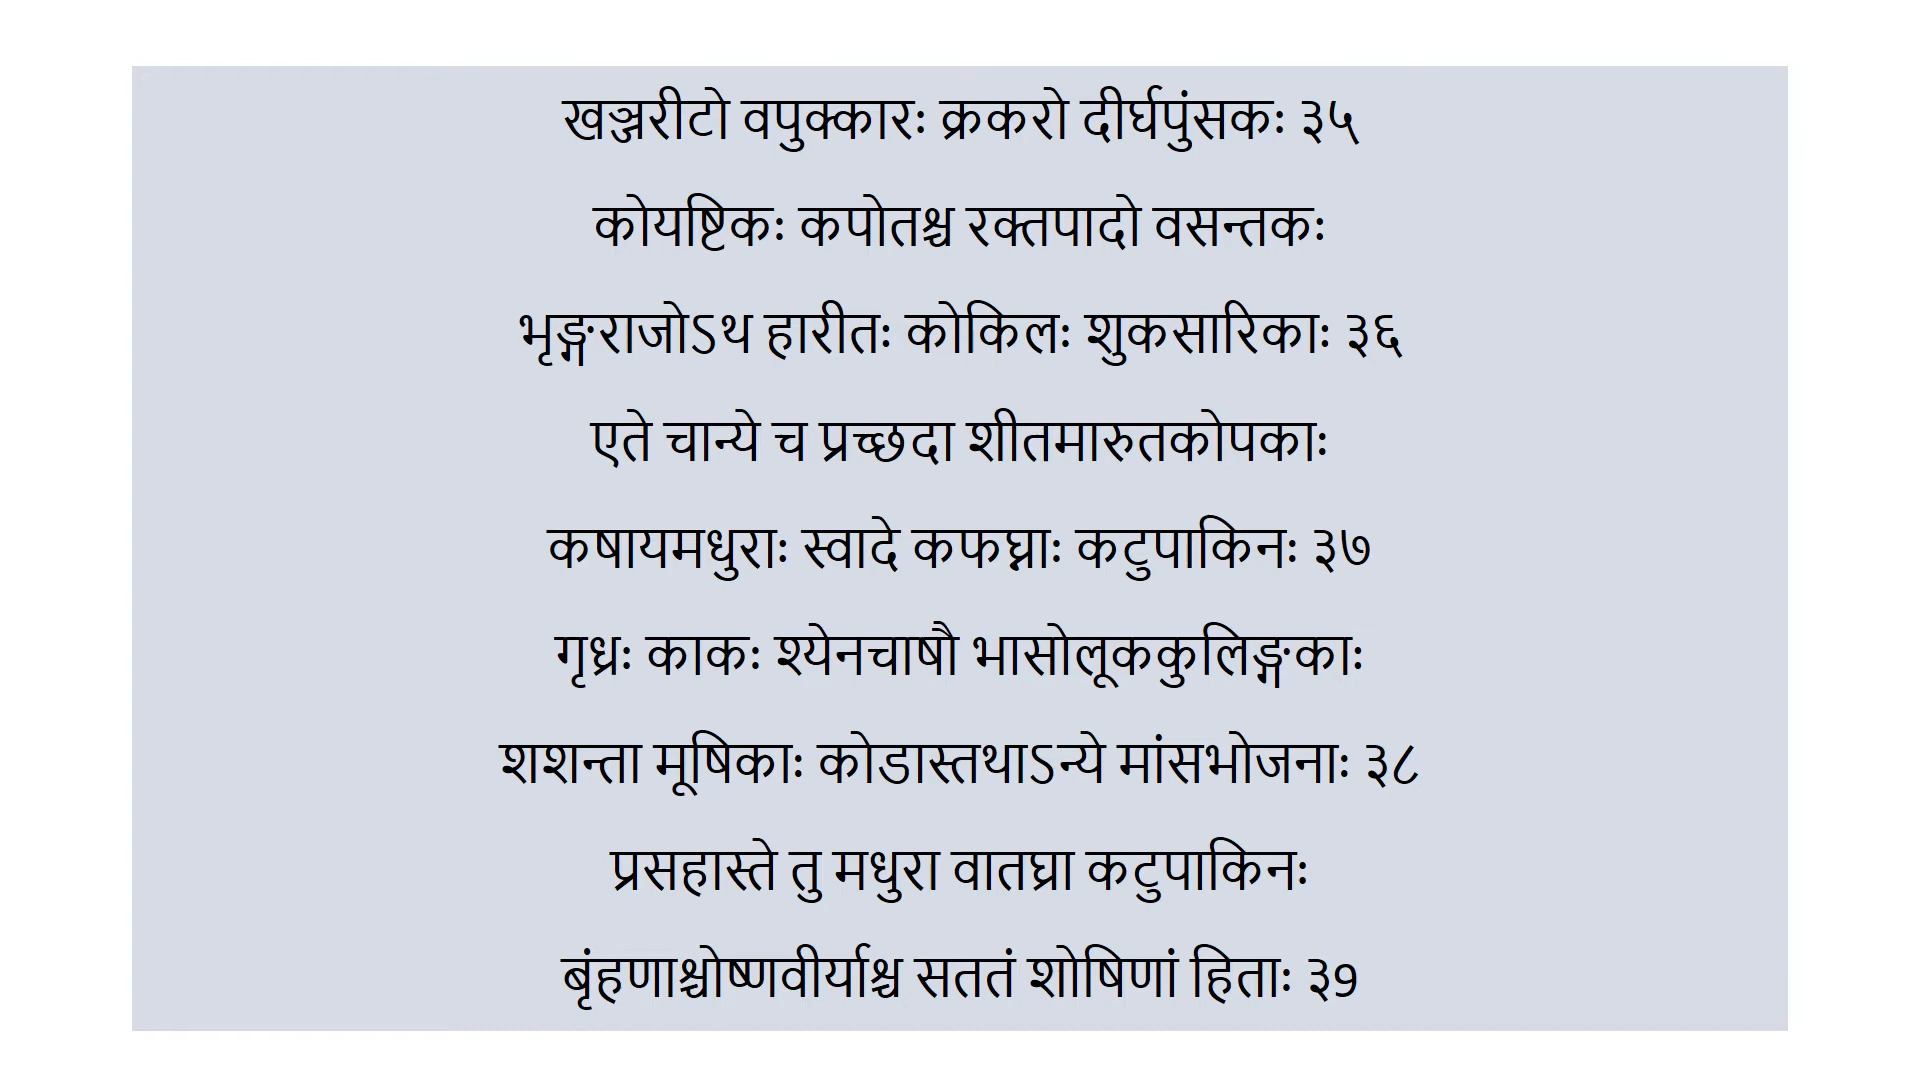 खञ्जरीटो वपुक्कारः क्रकरो दीर्घपुंसकः ३५
कोयष्टिकः कपोतश्च रक्तपादो वसन्तकः
भृङ्गराजोऽथ हारीतः कोकिलः शुकसारिकाः ३६
एते चान्ये च प्रच्छदा शीतमारुतकोपकाः
कषायमधुराः स्वादे कफघ्नाः कटुपाकिनः ३७
गृध्रः काकः श्येनचाषौ भासोलूककुलिङ्गकाः
शशन्ता मूषिकाः कोडास्तथाऽन्ये मांसभोजनाः ३८
प्रसहास्ते तु मधुरा वातघ्रा कटुपाकिनः
बृंहणाश्चोष्णवीर्याश्च सततं शोषिणां हिताः ३9